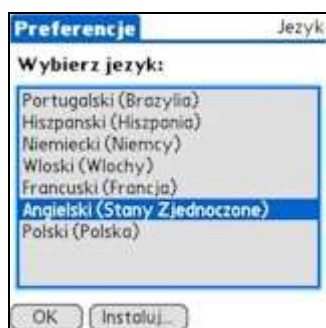 Preferencje Jezyk
Wybierz jezyk:
Portugalski (Brazylia)
Hiszpanski (Hiszpania)
Niemiecki (Niemcy)
Wloski (Wlochy)
Francuski (Francja)
Angielski (Stany Zjednoczone)
Polski (Polska)
OK Instaluj...